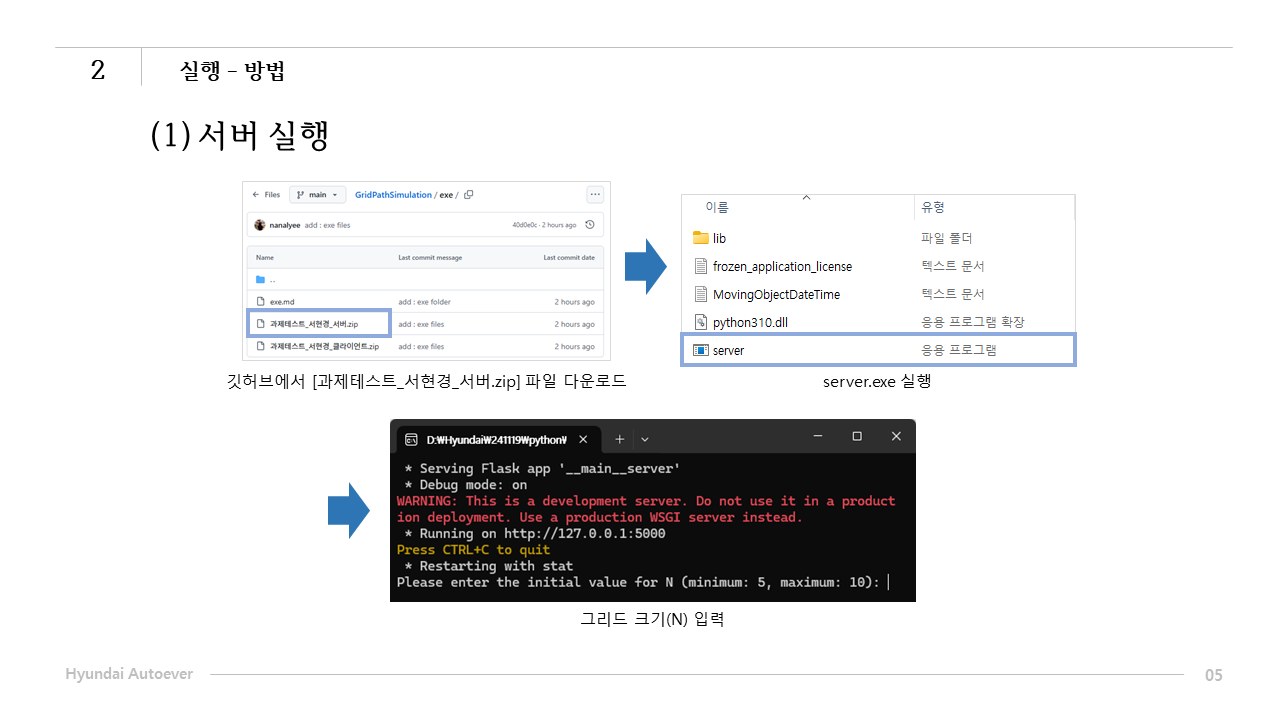 2
실행 – 방법
(1) 서버 실행
Files
main
GridPathSimulation / exe /
nanalyee add : exe files
40d0e0c · 2 hours ago
Name Last commit message Last commit date
..
exe.md add : exe folder 2 hours ago
과제테스트_서현경_서버.zip add : exe files 2 hours ago
과제테스트_서현경_클라이언트.zip add : exe files 2 hours ago
깃허브에서 [과제테스트_서현경_서버.zip] 파일 다운로드
이름 유형
lib 파일 폴더
frozen_application_license 텍스트 문서
MovingObjectDateTime 텍스트 문서
python310.dll 응용 프로그램 확장
server 응용 프로그램
server.exe 실행
D:₩Hyundai₩241119₩python₩
* Serving Flask app '__main__server'
* Debug mode: on
WARNING: This is a development server. Do not use it in a product
ion deployment. Use a production WSGI server instead.
* Running on http://127.0.0.1:5000
Press CTRL+C to quit
* Restarting with stat
Please enter the initial value for N (minimum: 5, maximum: 10):
그리드 크기(N) 입력
Hyundai Autoever
05